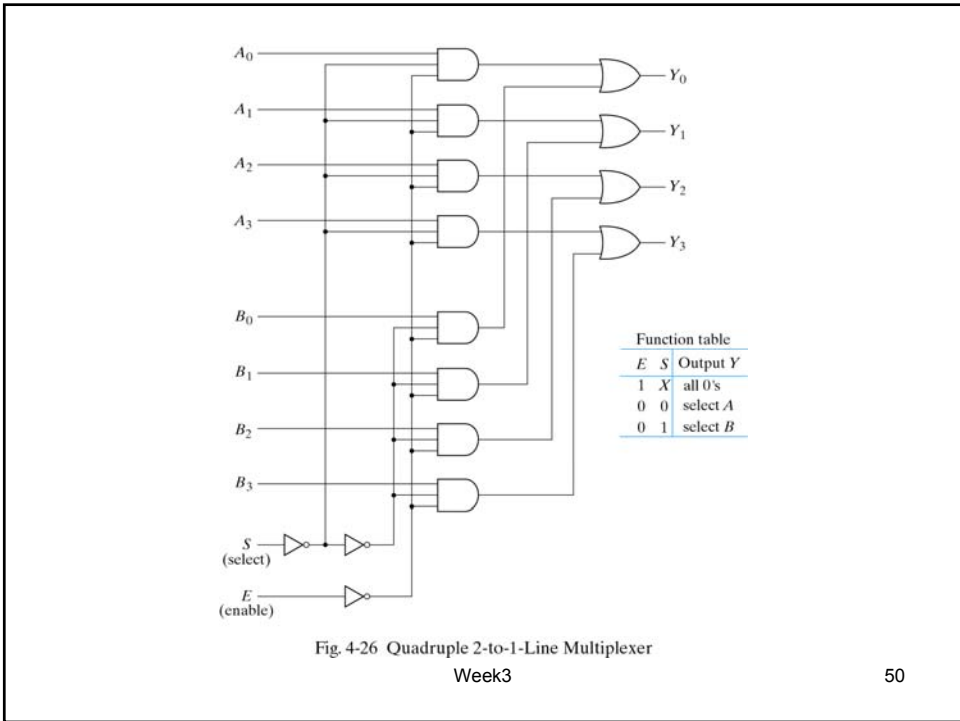 A0
Y0
A1
Y1
A2
Y2
A3
Y3
B0
Function table
E S Output Y
B1
1 X all 0's
0 0 select A
0 1 select B
B2
B3
S
(select)
E
(enable)
Fig. 4-26 Quadruple 2-to-1-Line Multiplexer
Week3
50